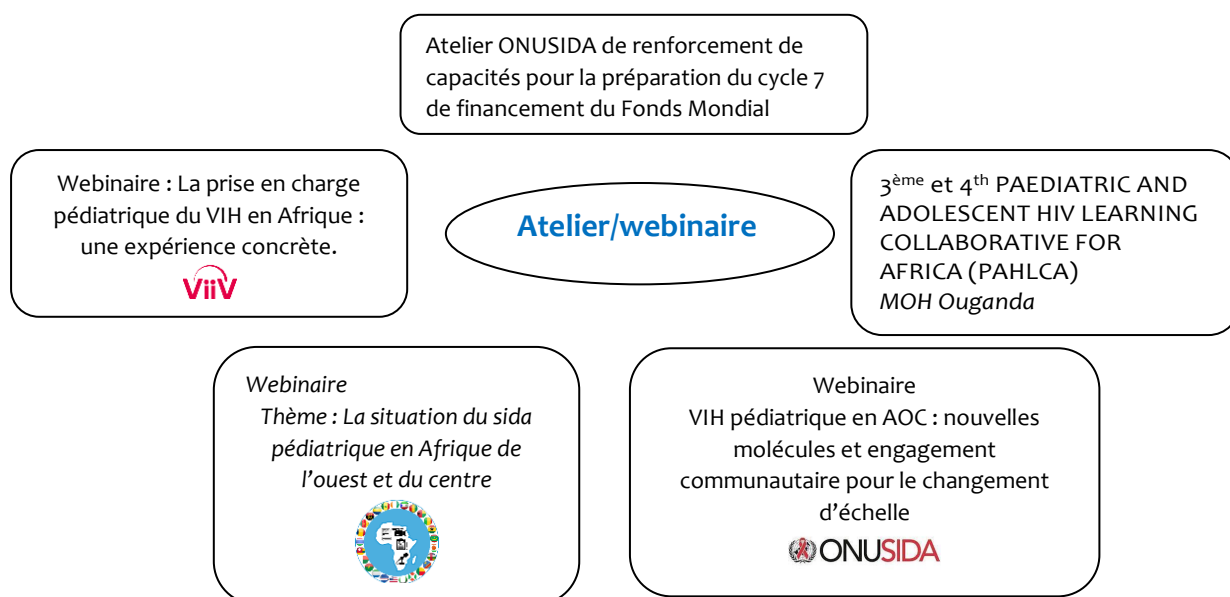 Atelier ONUSIDA de renforcement de
capacités pour la préparation du cycle 7
de financement du Fonds Mondial
Webinaire : La prise en charge
pédiatrique du VIH en Afrique :
une expérience concrète.
ViiV
Atelier/webinaire
3ème et 4th PAEDIATRIC AND
ADOLESCENT HIV LEARNING
COLLABORATIVE FOR
AFRICA (PAHLCA)
MOH Ouganda
Webinaire
Thème : La situation du sida
pédiatrique en Afrique de
l’ouest et du centre
Webinaire
VIH pédiatrique en AOC : nouvelles
molécules et engagement
communautaire pour le changement
d’échelle
ONUSIDA